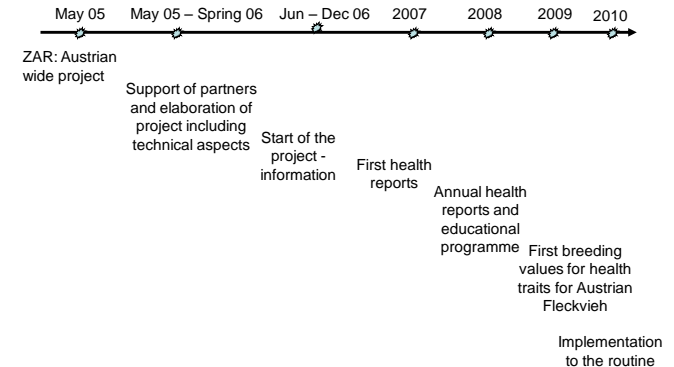 May 05 May 05 – Spring 06 Jun – Dec 06 2007 2008 2009 2010
ZAR: Austrian
wide project
Support of partners
and elaboration of
project including
technical aspects
Start of the
project -
information
First health
reports
Annual health
reports and
educational
programme
First breeding
values for health
traits for Austrian
Fleckvieh
Implementation
to the routine